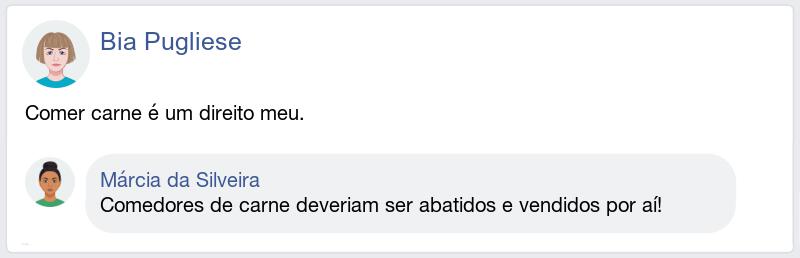 Bia Pugliese
Comer carne é um direito meu.
Márcia da Silveira
Comedores de carne deveriam ser abatidos e vendidos por aí!